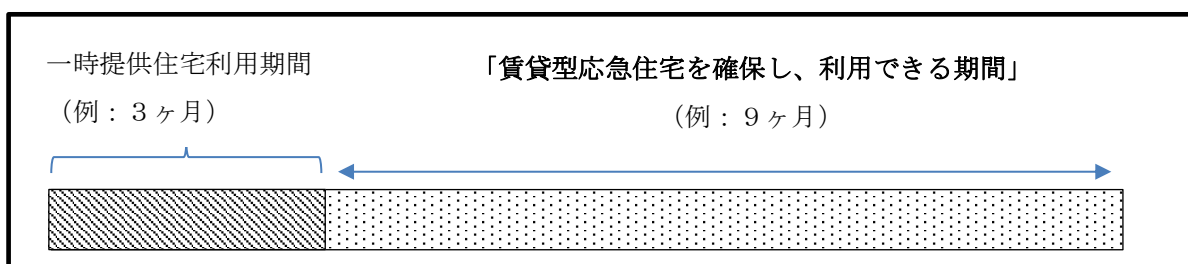 一時提供住宅利用期間
「賃貸型応急住宅を確保し、利用できる期間」
（例：３ヶ月）
（例：９ヶ月）